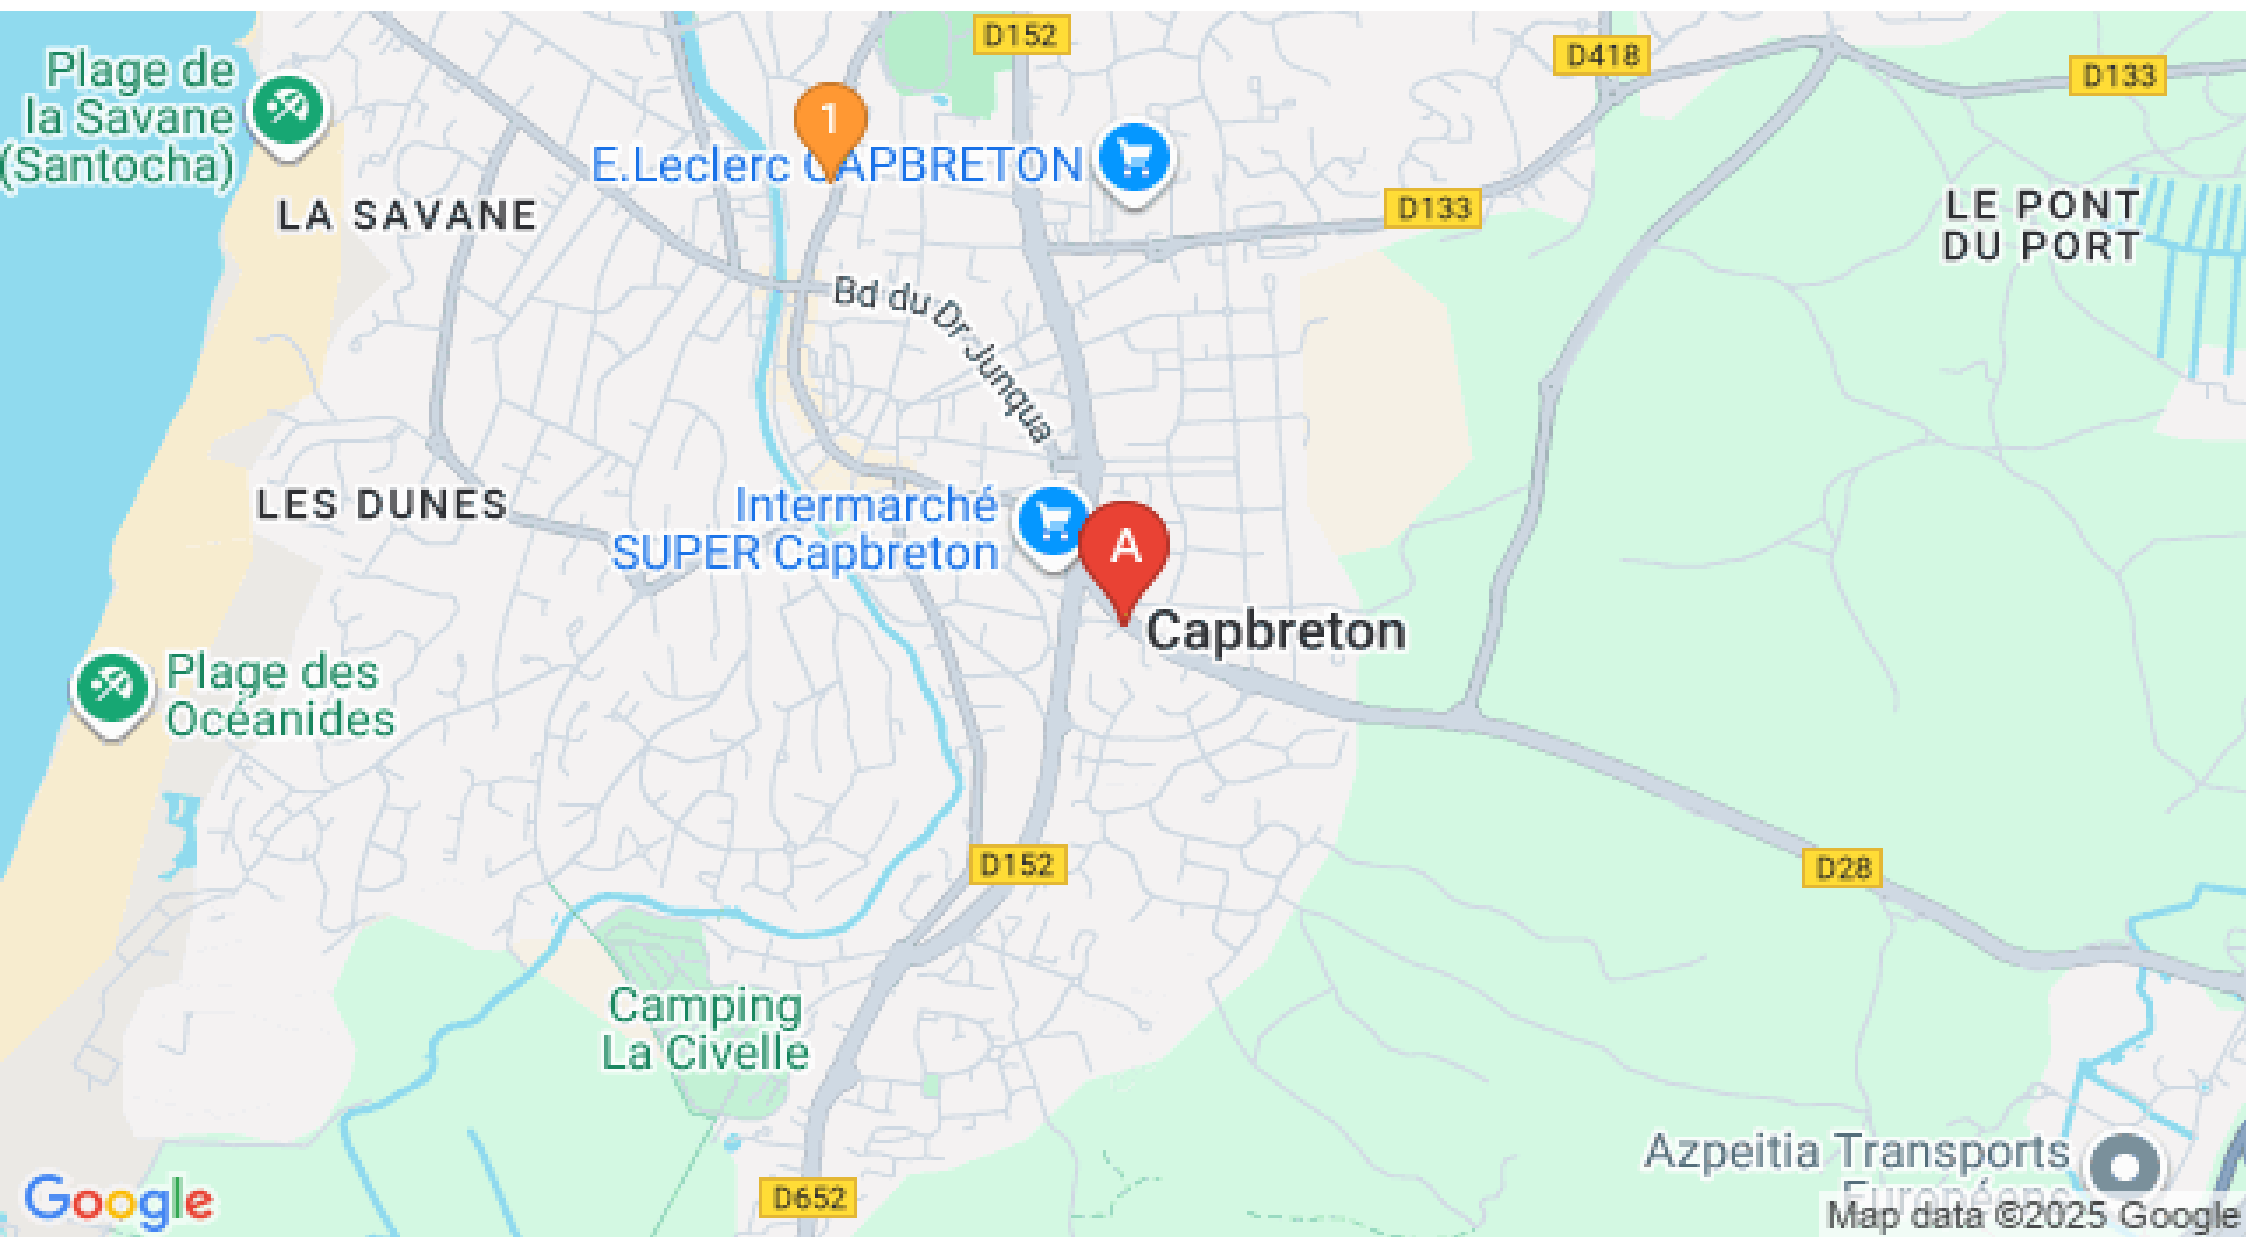 D152
D418
D133
Plage de
la Savane
(Santocha)
1
E.Leclerc CAPBRETON
LA SAVANE
D133
LE PONT
DU PORT
Bd du Dr Junqua
LES DUNES
Intermarché
SUPER Capbreton
A
Capbreton
Plage des
Océanides
D152
D28
Camping
La Civelle
Azpeitia Transports
Européens
D652
Google
Map data ©2025 Google